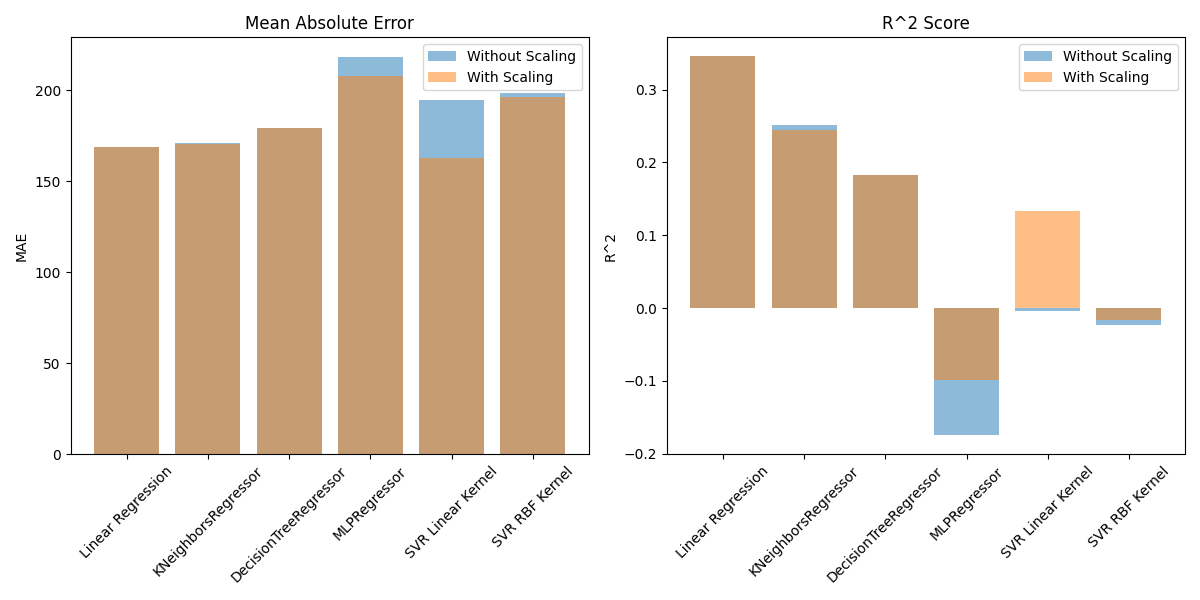 Mean Absolute Error
MAE
200
150
100
50
0
Without Scaling
With Scaling
Linear Regression
KNeighborsRegressor
DecisionTreeRegressor
MLPRegressor
SVR Linear Kernel
SVR RBF Kernel
R^2 Score
R^2
0.3
0.2
0.1
0.0
−0.1
−0.2
Without Scaling
With Scaling
Linear Regression
KNeighborsRegressor
DecisionTreeRegressor
MLPRegressor
SVR Linear Kernel
SVR RBF Kernel